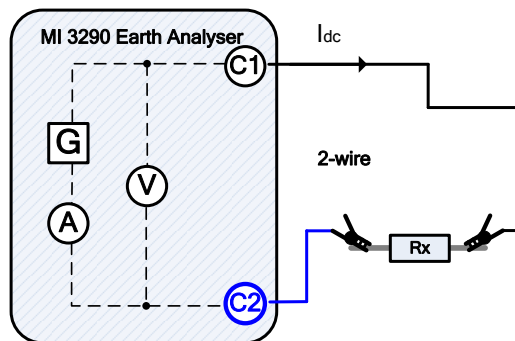 MI 3290 Earth Analyser
C1
Idc
G
2-wire
V
A
Rx
C2